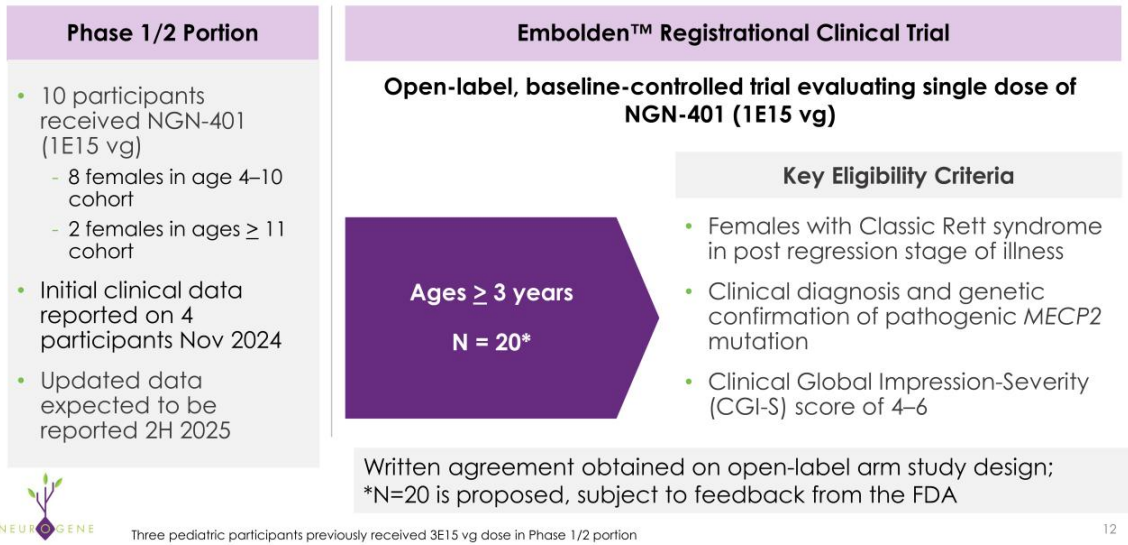 Phase 1/2 Portion
• 10 participants
received NGN-401
(1E15 vg)
- 8 females in age 4–10
cohort
- 2 females in ages ≥ 11
cohort
• Initial clinical data
reported on 4
participants Nov 2024
• Updated data
expected to be
reported 2H 2025
Embolden™ Registrational Clinical Trial
Open-label, baseline-controlled trial evaluating single dose of
NGN-401 (1E15 vg)
Ages ≥ 3 years
N = 20*
Key Eligibility Criteria
• Females with Classic Rett syndrome
in post regression stage of illness
• Clinical diagnosis and genetic
confirmation of pathogenic MECP2
mutation
• Clinical Global Impression-Severity
(CGI-S) score of 4–6
Written agreement obtained on open-label arm study design;
*N=20 is proposed, subject to feedback from the FDA
NEUROGENE
Three pediatric participants previously received 3E15 vg dose in Phase 1/2 portion
12